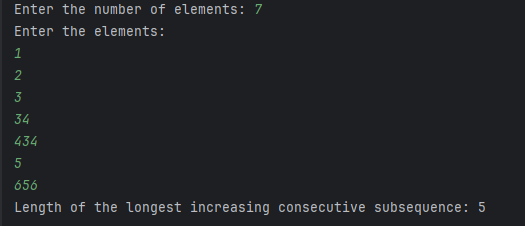 Enter the number of elements: 7
Enter the elements:
1
2
3
34
434
5
656
Length of the longest increasing consecutive subsequence: 5